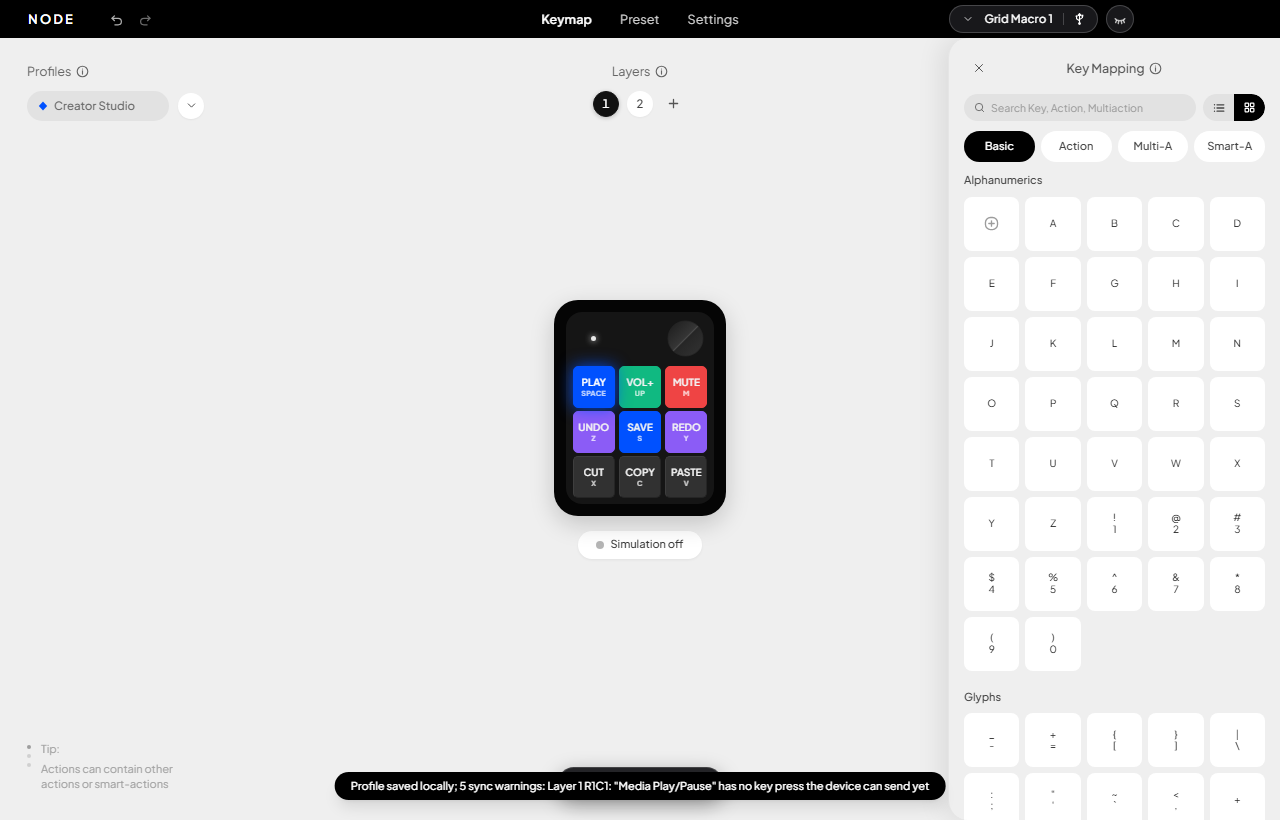 NODE
Keymap Preset Settings
Grid Macro 1
Profiles
Creator Studio
Layers
1 2 +
Key Mapping
Search Key, Action, Multiaction
Basic Action Multi-A Smart-A
Alphanumerics
A B C D
E F G H I
J K L M N
O P Q R S
T U V W X
Y Z ! @ #
1 2 3
$ % ^ & *
4 5 6 7 8
( )
9 0
Glyphs
_ + { } |
- = [ ] \
: " ~ < +
; ' ` ,
PLAY VOL+ MUTE
SPACE UP M
UNDO SAVE REDO
Z S Y
CUT COPY PASTE
X C V
Simulation off
Tip:
Actions can contain other
actions or smart-actions
Profile saved locally; 5 sync warnings: Layer 1 R1C1: "Media Play/Pause" has no key press the device can send yet